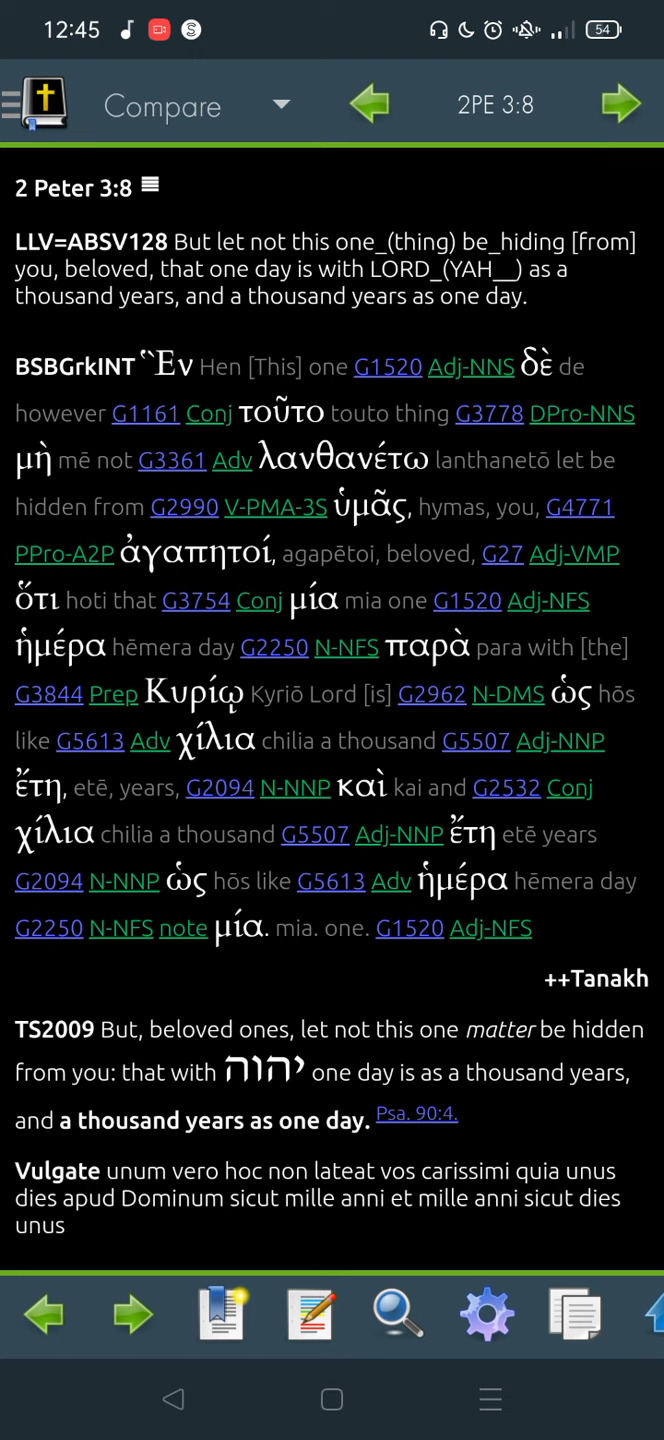 12:45
54
Compare
2PE 3:8
2 Peter 3:8
LLV=ABSV128 But let not this one_(thing) be_hiding [from]
you, beloved, that one day is with LORD_(YAH__) as a
thousand years, and a thousand years as one day.
BSBGrkINT Ἓν Hen [This] one G1520 Adj-NNS δὲ de
however G1161 Conj τοῦτο touto thing G3778 DPro-NNS
μὴ mē not G3361 Adv λανθανέτω lanthanetō let be
hidden from G2990 V-PMA-3S ὑμᾶς, hymas, you, G4771
PPro-A2P ἀγαπητοί, agapētoi, beloved, G27 Adj-VMP
ὅτι hoti that G3754 Conj μία mia one G1520 Adj-NFS
ἡμέρα hēmera day G2250 N-NFS παρὰ para with [the]
G3844 Prep Κυρίῳ Kyriō Lord [is] G2962 N-DMS ὡς hōs
like G5613 Adv χίλια chilia a thousand G5507 Adj-NNP
ἔτη, etē, years, G2094 N-NNP καὶ kai and G2532 Conj
χίλια chilia a thousand G5507 Adj-NNP ἔτη etē years
G2094 N-NNP ὡς hōs like G5613 Adv ἡμέρα hēmera day
G2250 N-NFS note μία. mia. one. G1520 Adj-NFS
++Tanakh
TS2009 But, beloved ones, let not this one matter be hidden
from you: that with יהוה one day is as a thousand years,
and a thousand years as one day. Psa. 90:4.
Vulgate unum vero hoc non lateat vos carissimi quia unus
dies apud Dominum sicut mille anni et mille anni sicut dies
unus